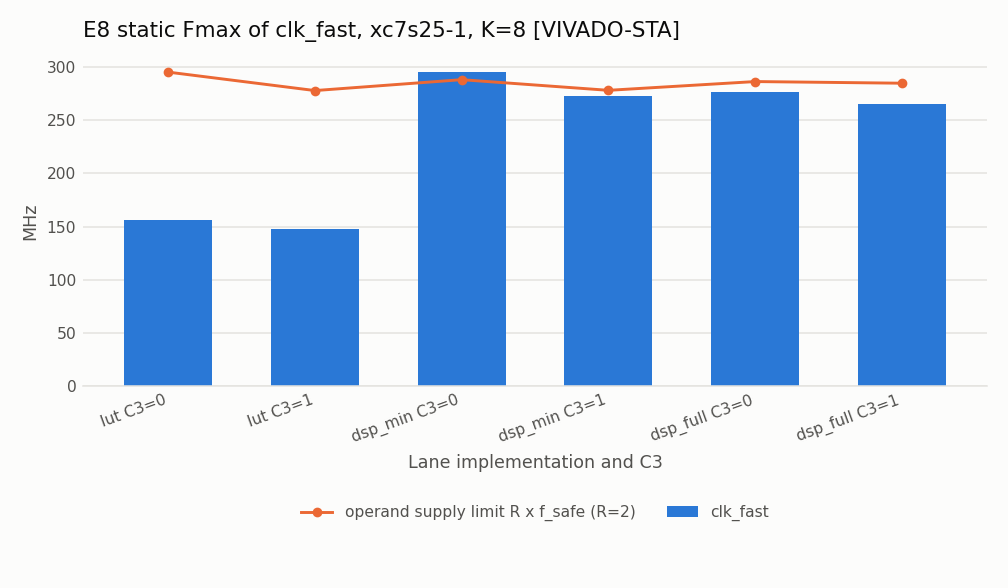 E8 static Fmax of clk_fast, xc7s25-1, K=8 [VIVADO-STA]
300
250
200
150
100
50
0
MHz
lut C3=0
lut C3=1
dsp_min C3=0
dsp_min C3=1
dsp_full C3=0
dsp_full C3=1
Lane implementation and C3
operand supply limit R x f_safe (R=2)
clk_fast